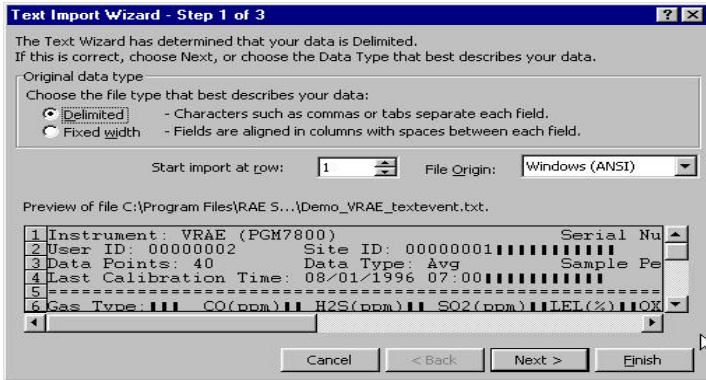 Text Import Wizard - Step 1 of 3
The Text Wizard has determined that your data is Delimited.
If this is correct, choose Next, or choose the Data Type that best describes your data.
Original data type
Choose the file type that best describes your data:
Delimited - Characters such as commas or tabs separate each field.
Fixed width - Fields are aligned in columns with spaces between each field.
Start import at row: 1 File Origin: Windows (ANSI)
Preview of file C:\Program Files\RAE S...\Demo_VRAE_textevent.txt.
1 Instrument: VRAE (PGM7800) Serial Nu
2 User ID: 00000002 Site ID: 00000001
3 Data Points: 40 Data Type: Avg Sample Pe
4 Last Calibration Time: 08/01/1996 07:00
5 ================================================
6 Gas Type: CO(ppm) H2S(ppm) SO2(ppm) LEL(%) OX
Cancel < Back Next > Finish